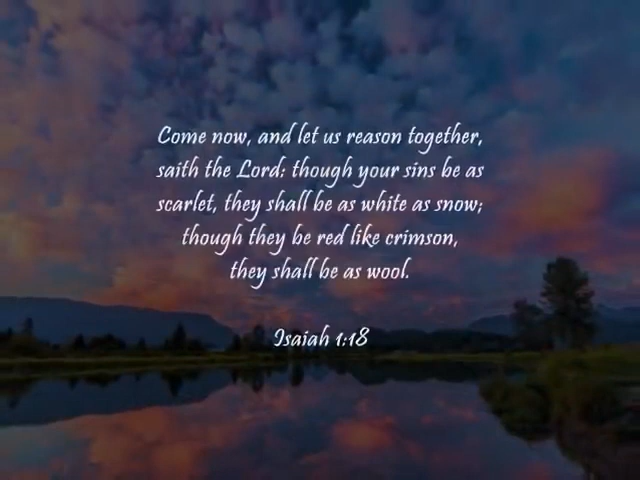 Come now, and let us reason together,
saith the Lord: though your sins be as
scarlet, they shall be as white as snow;
though they be red like crimson,
they shall be as wool.
Isaiah 1:18